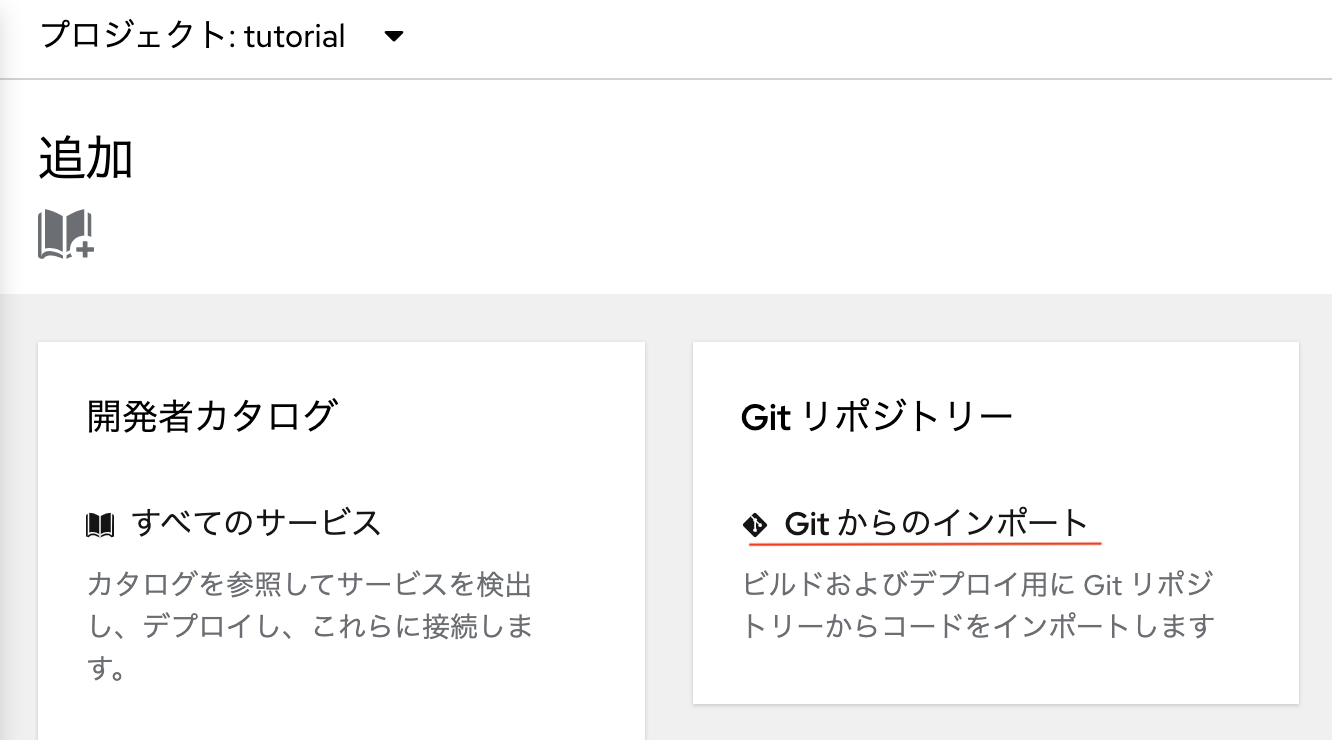 プロジェクト: tutorial
追加
開発者カタログ
すべてのサービス
カタログを参照してサービスを検出
し、デプロイし、これらに接続しま
す。
Git リポジトリー
Git からのインポート
ビルドおよびデプロイ用に Git リポジ
トリーからコードをインポートします